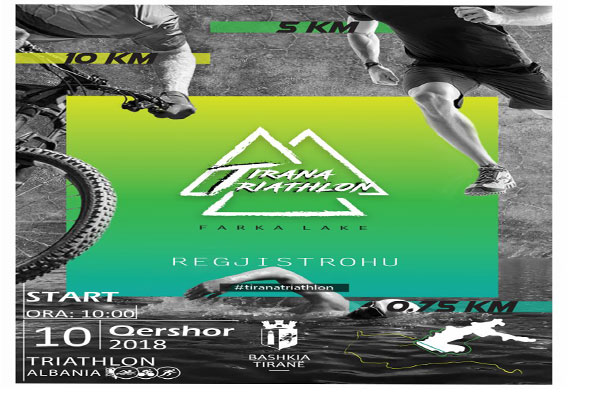 5 KM
10 KM
TIRANA
TRIATHLON
FARKA LAKE
REGJISTROHU
#tiranatriathlon
0.75 KM
START
ORA: 10:00
10 Qershor
2018
TRIATHLON
ALBANIA
BASHKIA
TIRANË